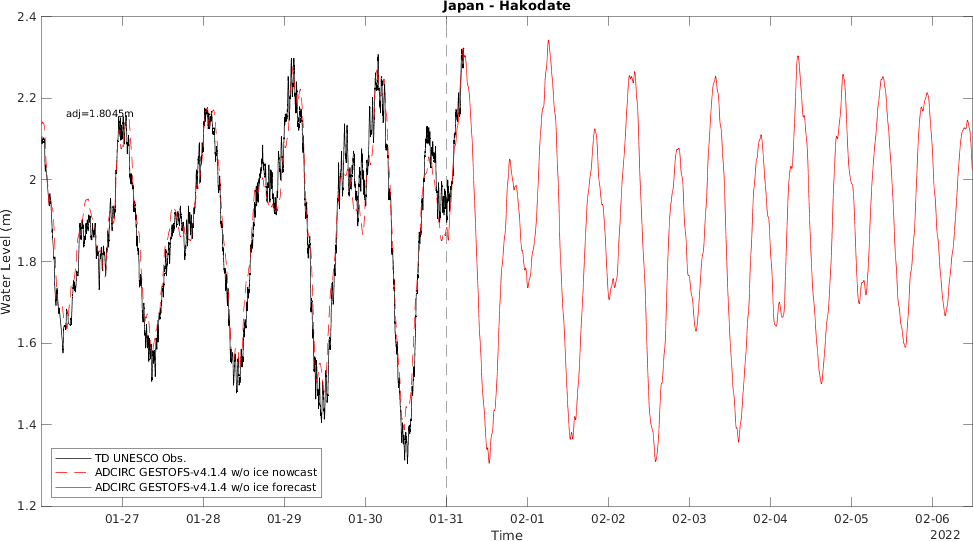 Japan - Hakodate
2.4
2.2
2
1.8
1.6
1.4
1.2
Water Level (m)
adj=1.8045m
TD UNESCO Obs.
ADCIRC GESTOFS-v4.1.4 w/o ice nowcast
ADCIRC GESTOFS-v4.1.4 w/o ice forecast
01-27
01-28
01-29
01-30
01-31
02-01
02-02
02-03
02-04
02-05
02-06
Time
2022